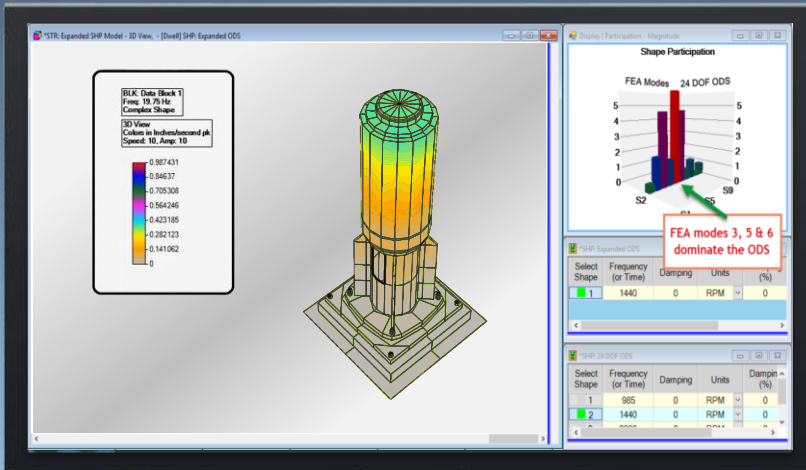 *STR: Expanded SHP Model - 3D View, - [Dwell] SHP: Expanded ODS
BLK: Data Block 1
Freq: 19.75 Hz
Complex Shape
3D View
Colors in Inches/second pk
Speed: 10, Amp: 10
0.987431
0.84637
0.705308
0.564246
0.423185
0.282123
0.141062
0
Display | Participation - Magnitude
Shape Participation
FEA Modes 24 DOF ODS
5 5
4 4
3 3
2 2
1 1
0 0
S2 S9
S5
S1
FEA modes 3, 5 & 6
dominate the ODS
*SHP: Expanded ODS
Select Shape Frequency (or Time) Damping Units (%)
1 1440 0 RPM 0
*SHP: 24 DOF ODS
Select Shape Frequency (or Time) Damping Units Dampin (%)
1 985 0 RPM 0
2 1440 0 RPM 0